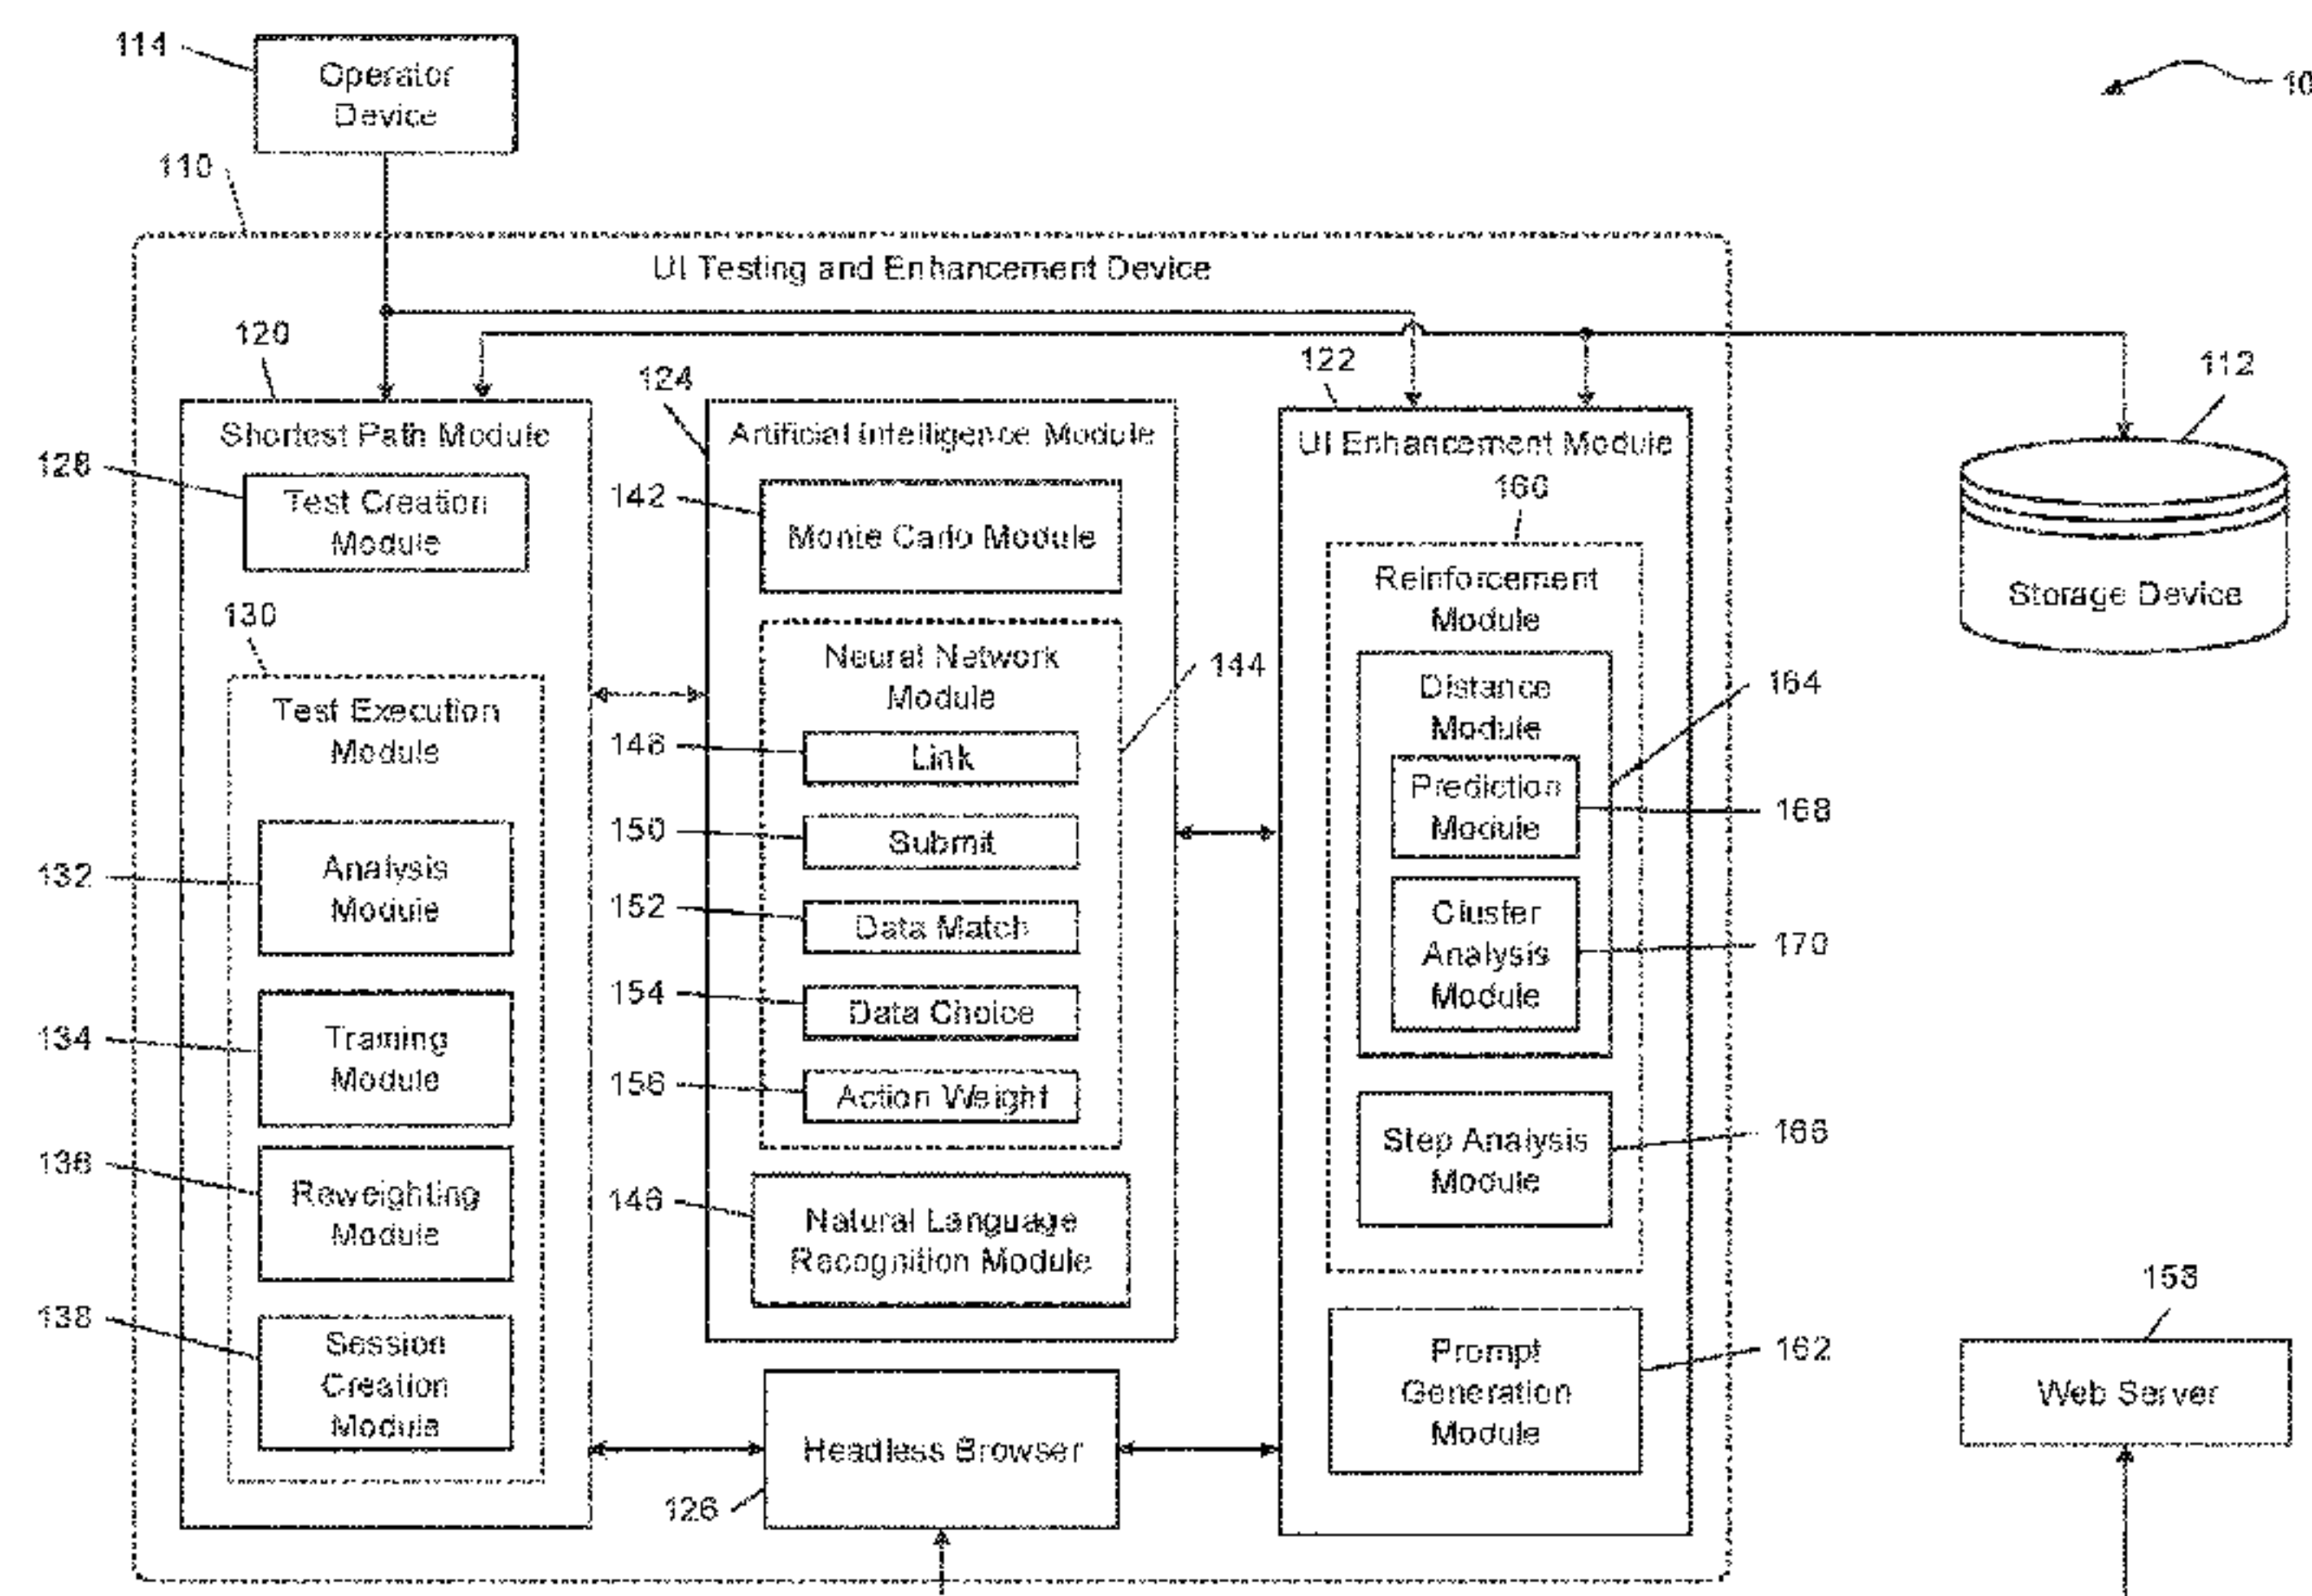 114
Operator
Device
10
110
UI Testing and Enhancement Device
120
124
122
112
Shortest Path Module
128
Test Creation
Module
130
Test Execution
Module
132
Analysis
Module
134
Training
Module
136
Reweighting
Module
138
Session
Creation
Module
Artificial Intelligence Module
142
Monte Carlo Module
Neural Network
Module
144
Link
150
Submit
152
Data Match
154
Data Choice
156
Action Weight
146
Natural Language
Recognition Module
Headless Browser
126
UI Enhancement Module
160
Reinforcement
Module
Distance
Module
164
Prediction
Module
168
Cluster
Analysis
Module
170
Step Analysis
Module
166
Prompt
Generation
Module
162
Storage Device
158
Web Server